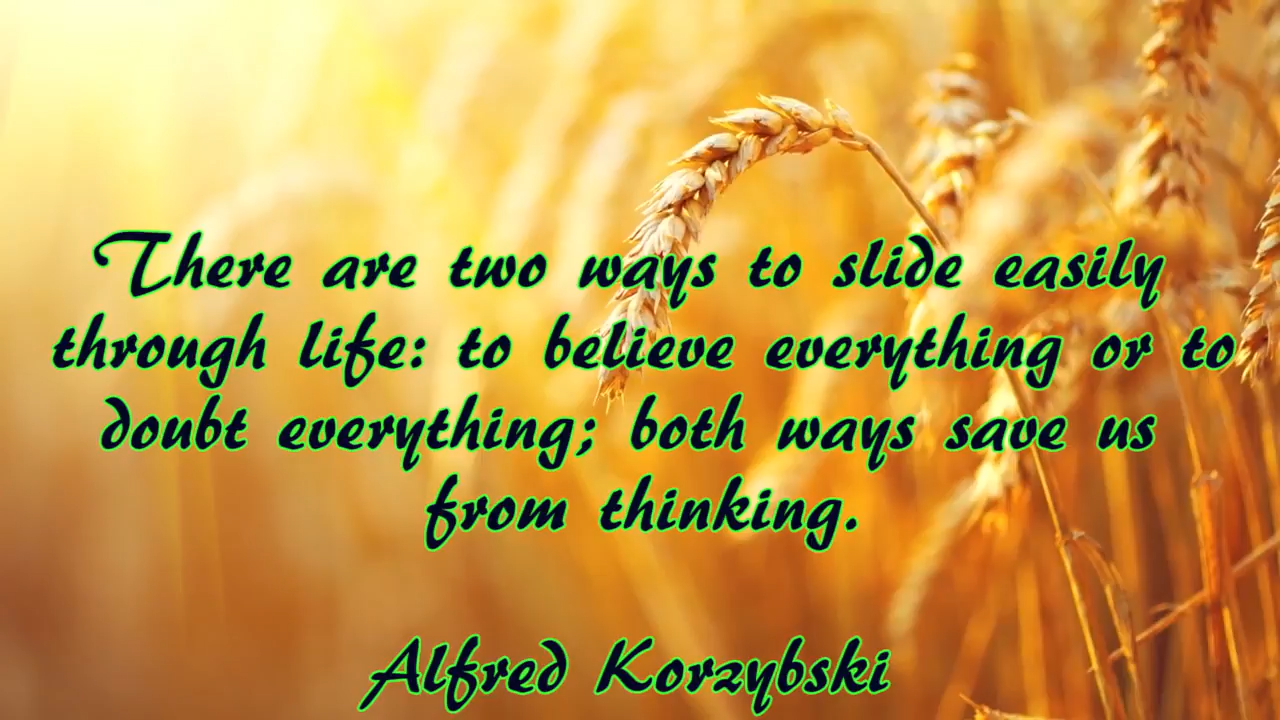 There are two ways to slide easily
through life: to believe everything or to
doubt everything; both ways save us
from thinking.
Alfred Korzybski